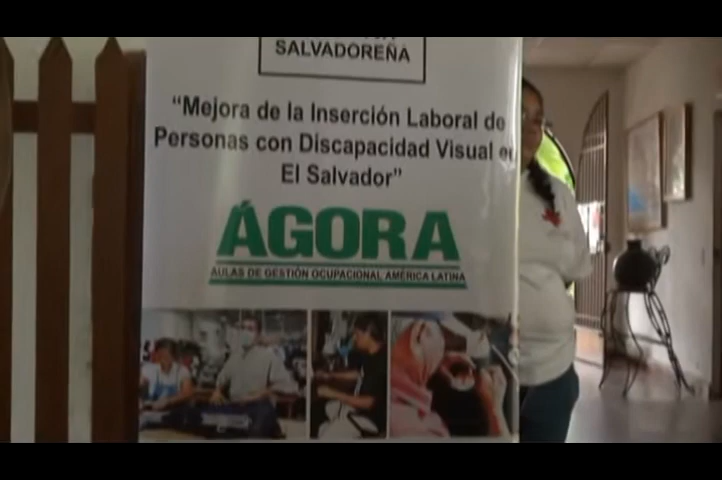 SALVADOREÑA
“Mejora de la Inserción Laboral de
Personas con Discapacidad Visual en
El Salvador”
ÁGORA
AULAS DE GESTIÓN OCUPACIONAL AMÉRICA LATINA